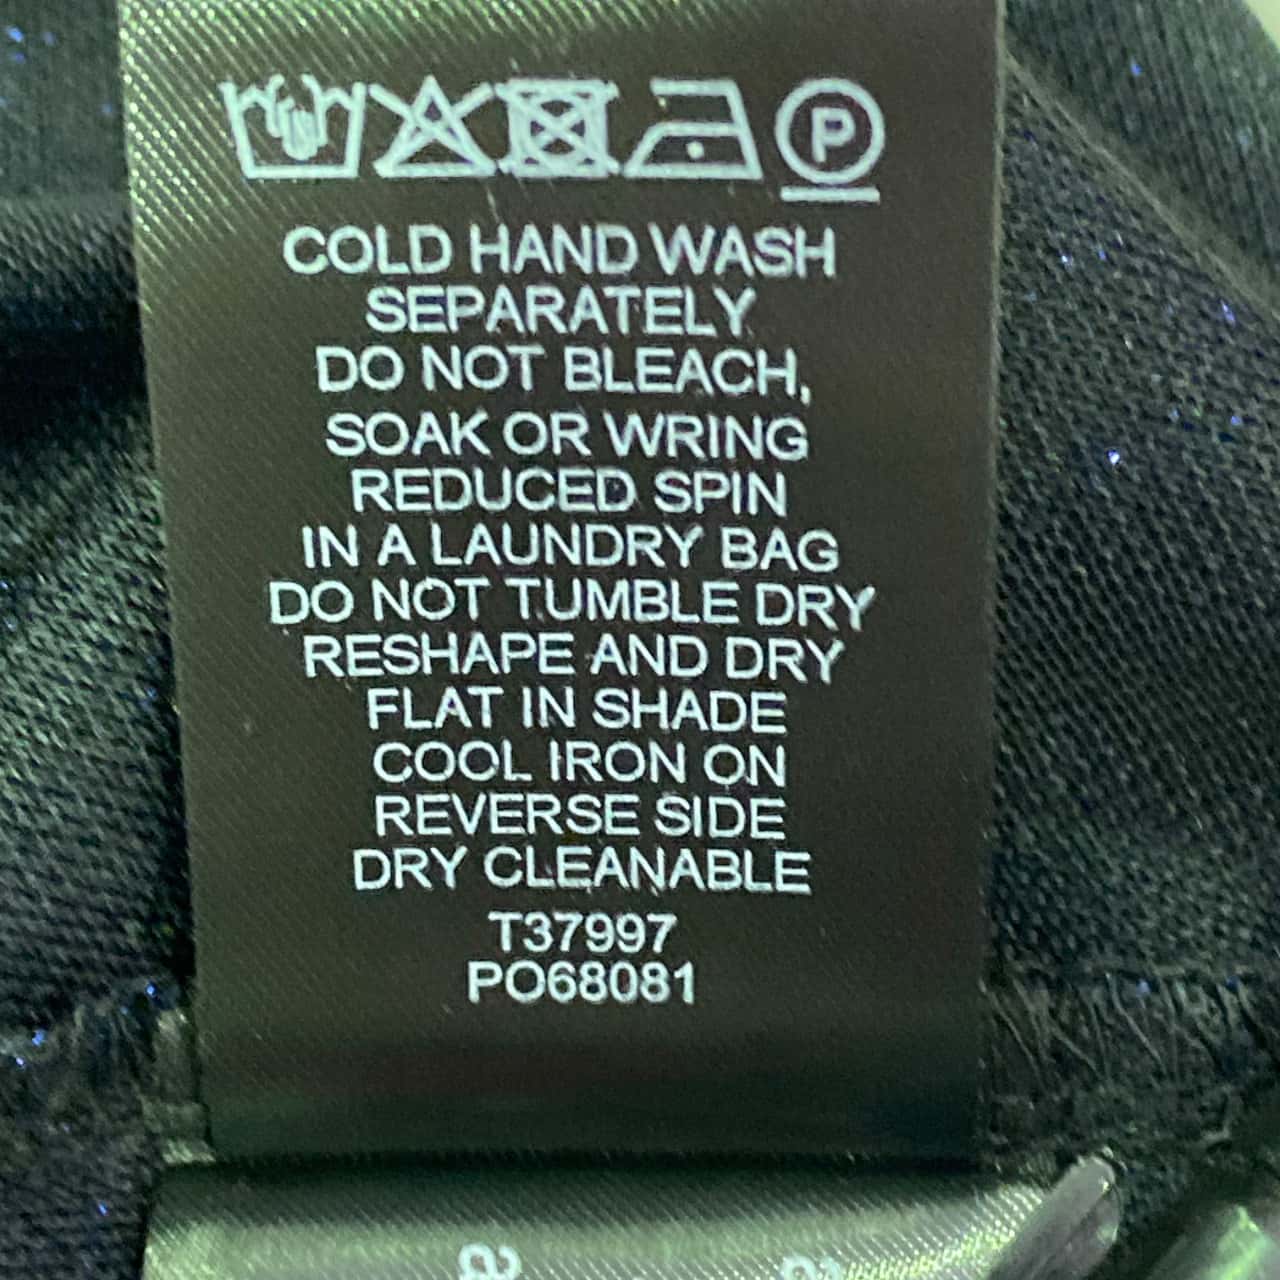 P
COLD HAND WASH
SEPARATELY
DO NOT BLEACH,
SOAK OR WRING
REDUCED SPIN
IN A LAUNDRY BAG
DO NOT TUMBLE DRY
RESHAPE AND DRY
FLAT IN SHADE
COOL IRON ON
REVERSE SIDE
DRY CLEANABLE
T37997
PO68081